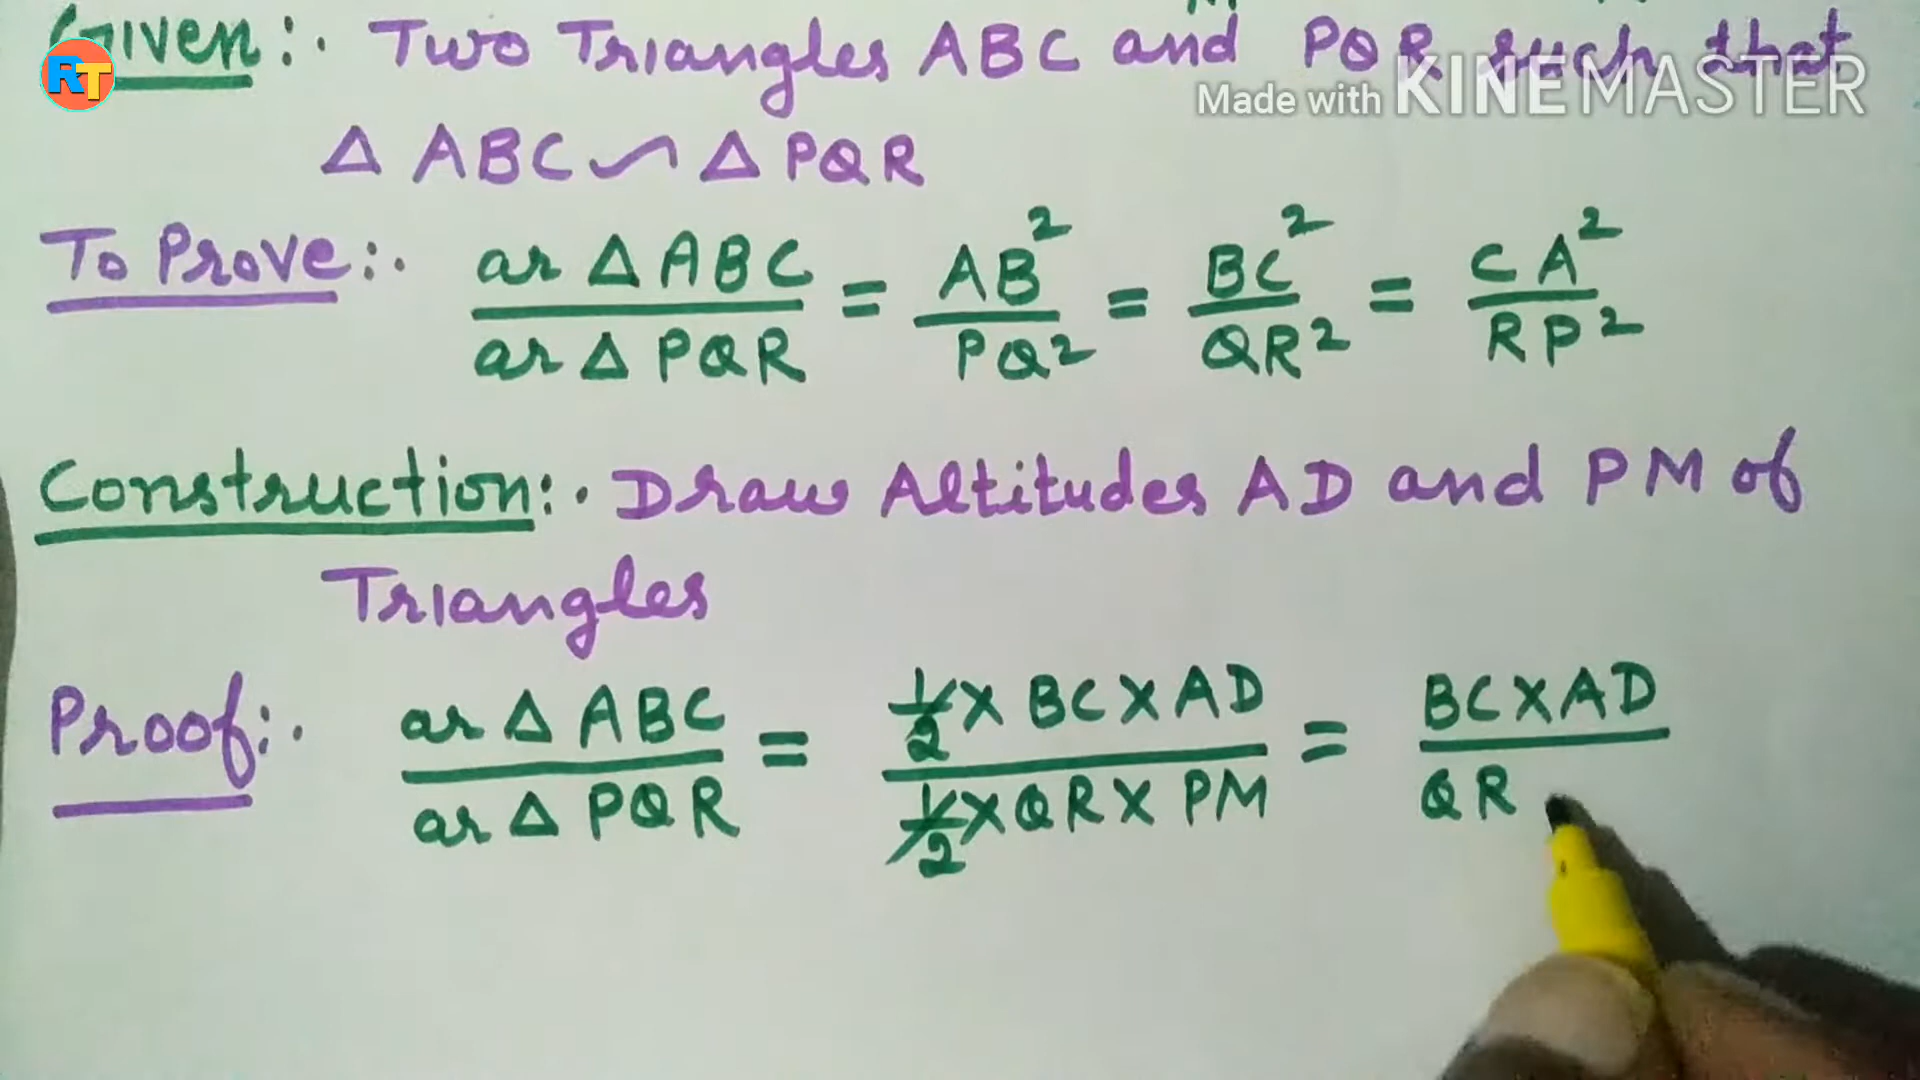 Given:. Two Triangles ABC and PQR such that
RT
Made with KINEMASTER
Δ ABC ~ Δ PQR
To Prove:. ar Δ ABC / ar Δ PQR = AB² / PQ² = BC² / QR² = CA² / RP²
Construction:. Draw Altitudes AD and PM of
Triangles
Proof:. ar Δ ABC / ar Δ PQR = 1/2 X BC X AD / 1/2 X QR X PM = BC X AD / QR